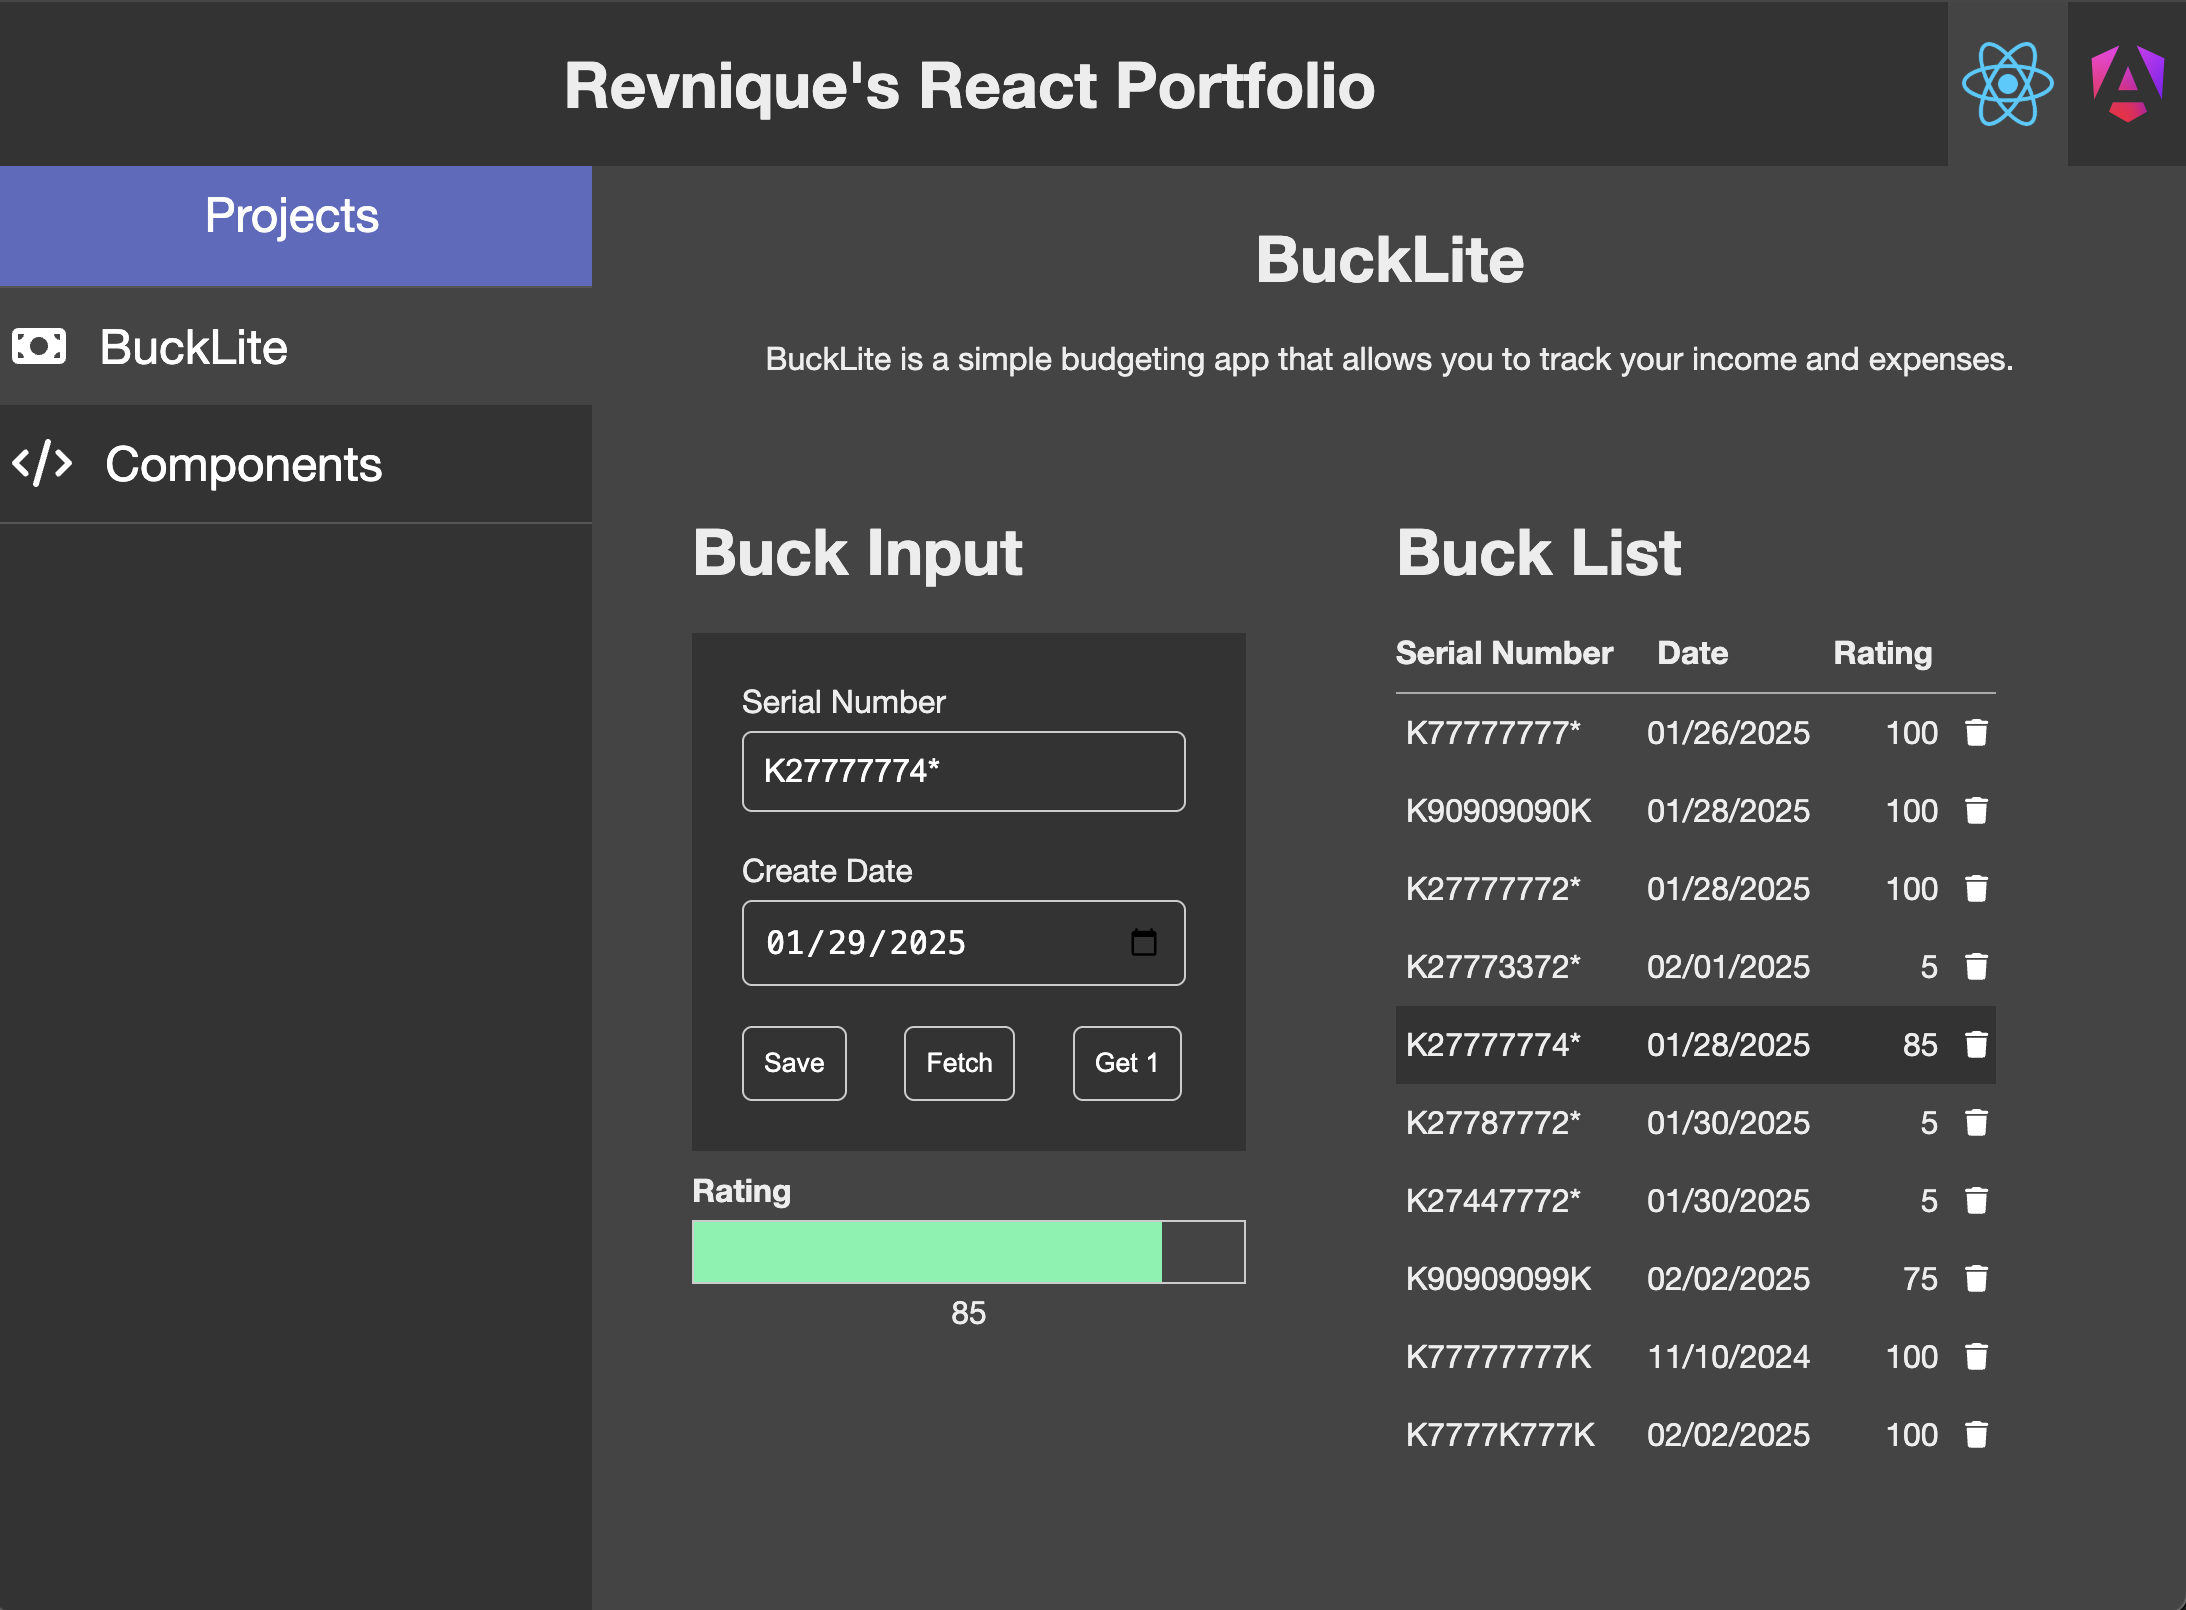 Revnique's React Portfolio
Projects
BuckLite
Components
BuckLite
BuckLite is a simple budgeting app that allows you to track your income and expenses.
Buck Input
Serial Number
K27777774*
Create Date
01/29/2025
Save Fetch Get 1
Rating
85
Buck List
Serial Number Date Rating
K77777777* 01/26/2025 100
K90909090K 01/28/2025 100
K27777772* 01/28/2025 100
K27773372* 02/01/2025 5
K27777774* 01/28/2025 85
K27787772* 01/30/2025 5
K27447772* 01/30/2025 5
K90909099K 02/02/2025 75
K77777777K 11/10/2024 100
K7777K777K 02/02/2025 100